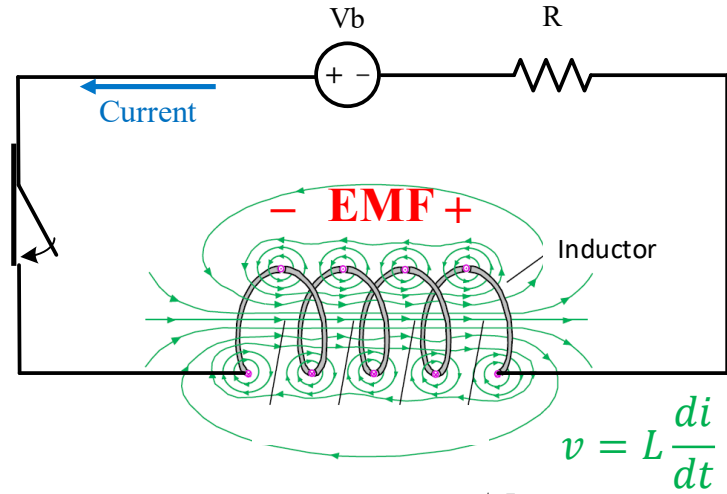 Vb
R
+ −
Current
− EMF +
Inductor
v = L di/dt